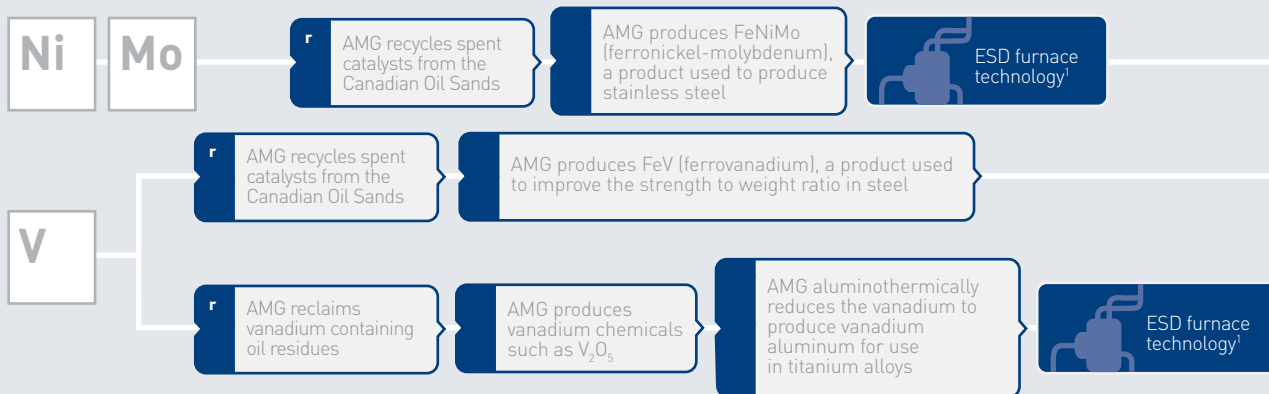 Ni
Mo
r
AMG recycles spent
catalysts from the
Canadian Oil Sands
AMG produces FeNiMo
(ferronickel-molybdenum),
a product used to produce
stainless steel
ESD furnace
technology¹
V
r
AMG recycles spent
catalysts from the
Canadian Oil Sands
AMG produces FeV (ferrovanadium), a product used
to improve the strength to weight ratio in steel
r
AMG reclaims
vanadium containing
oil residues
AMG produces
vanadium chemicals
such as V₂O₅
AMG aluminothermically
reduces the vanadium to
produce vanadium
aluminum for use
in titanium alloys
ESD furnace
technology¹